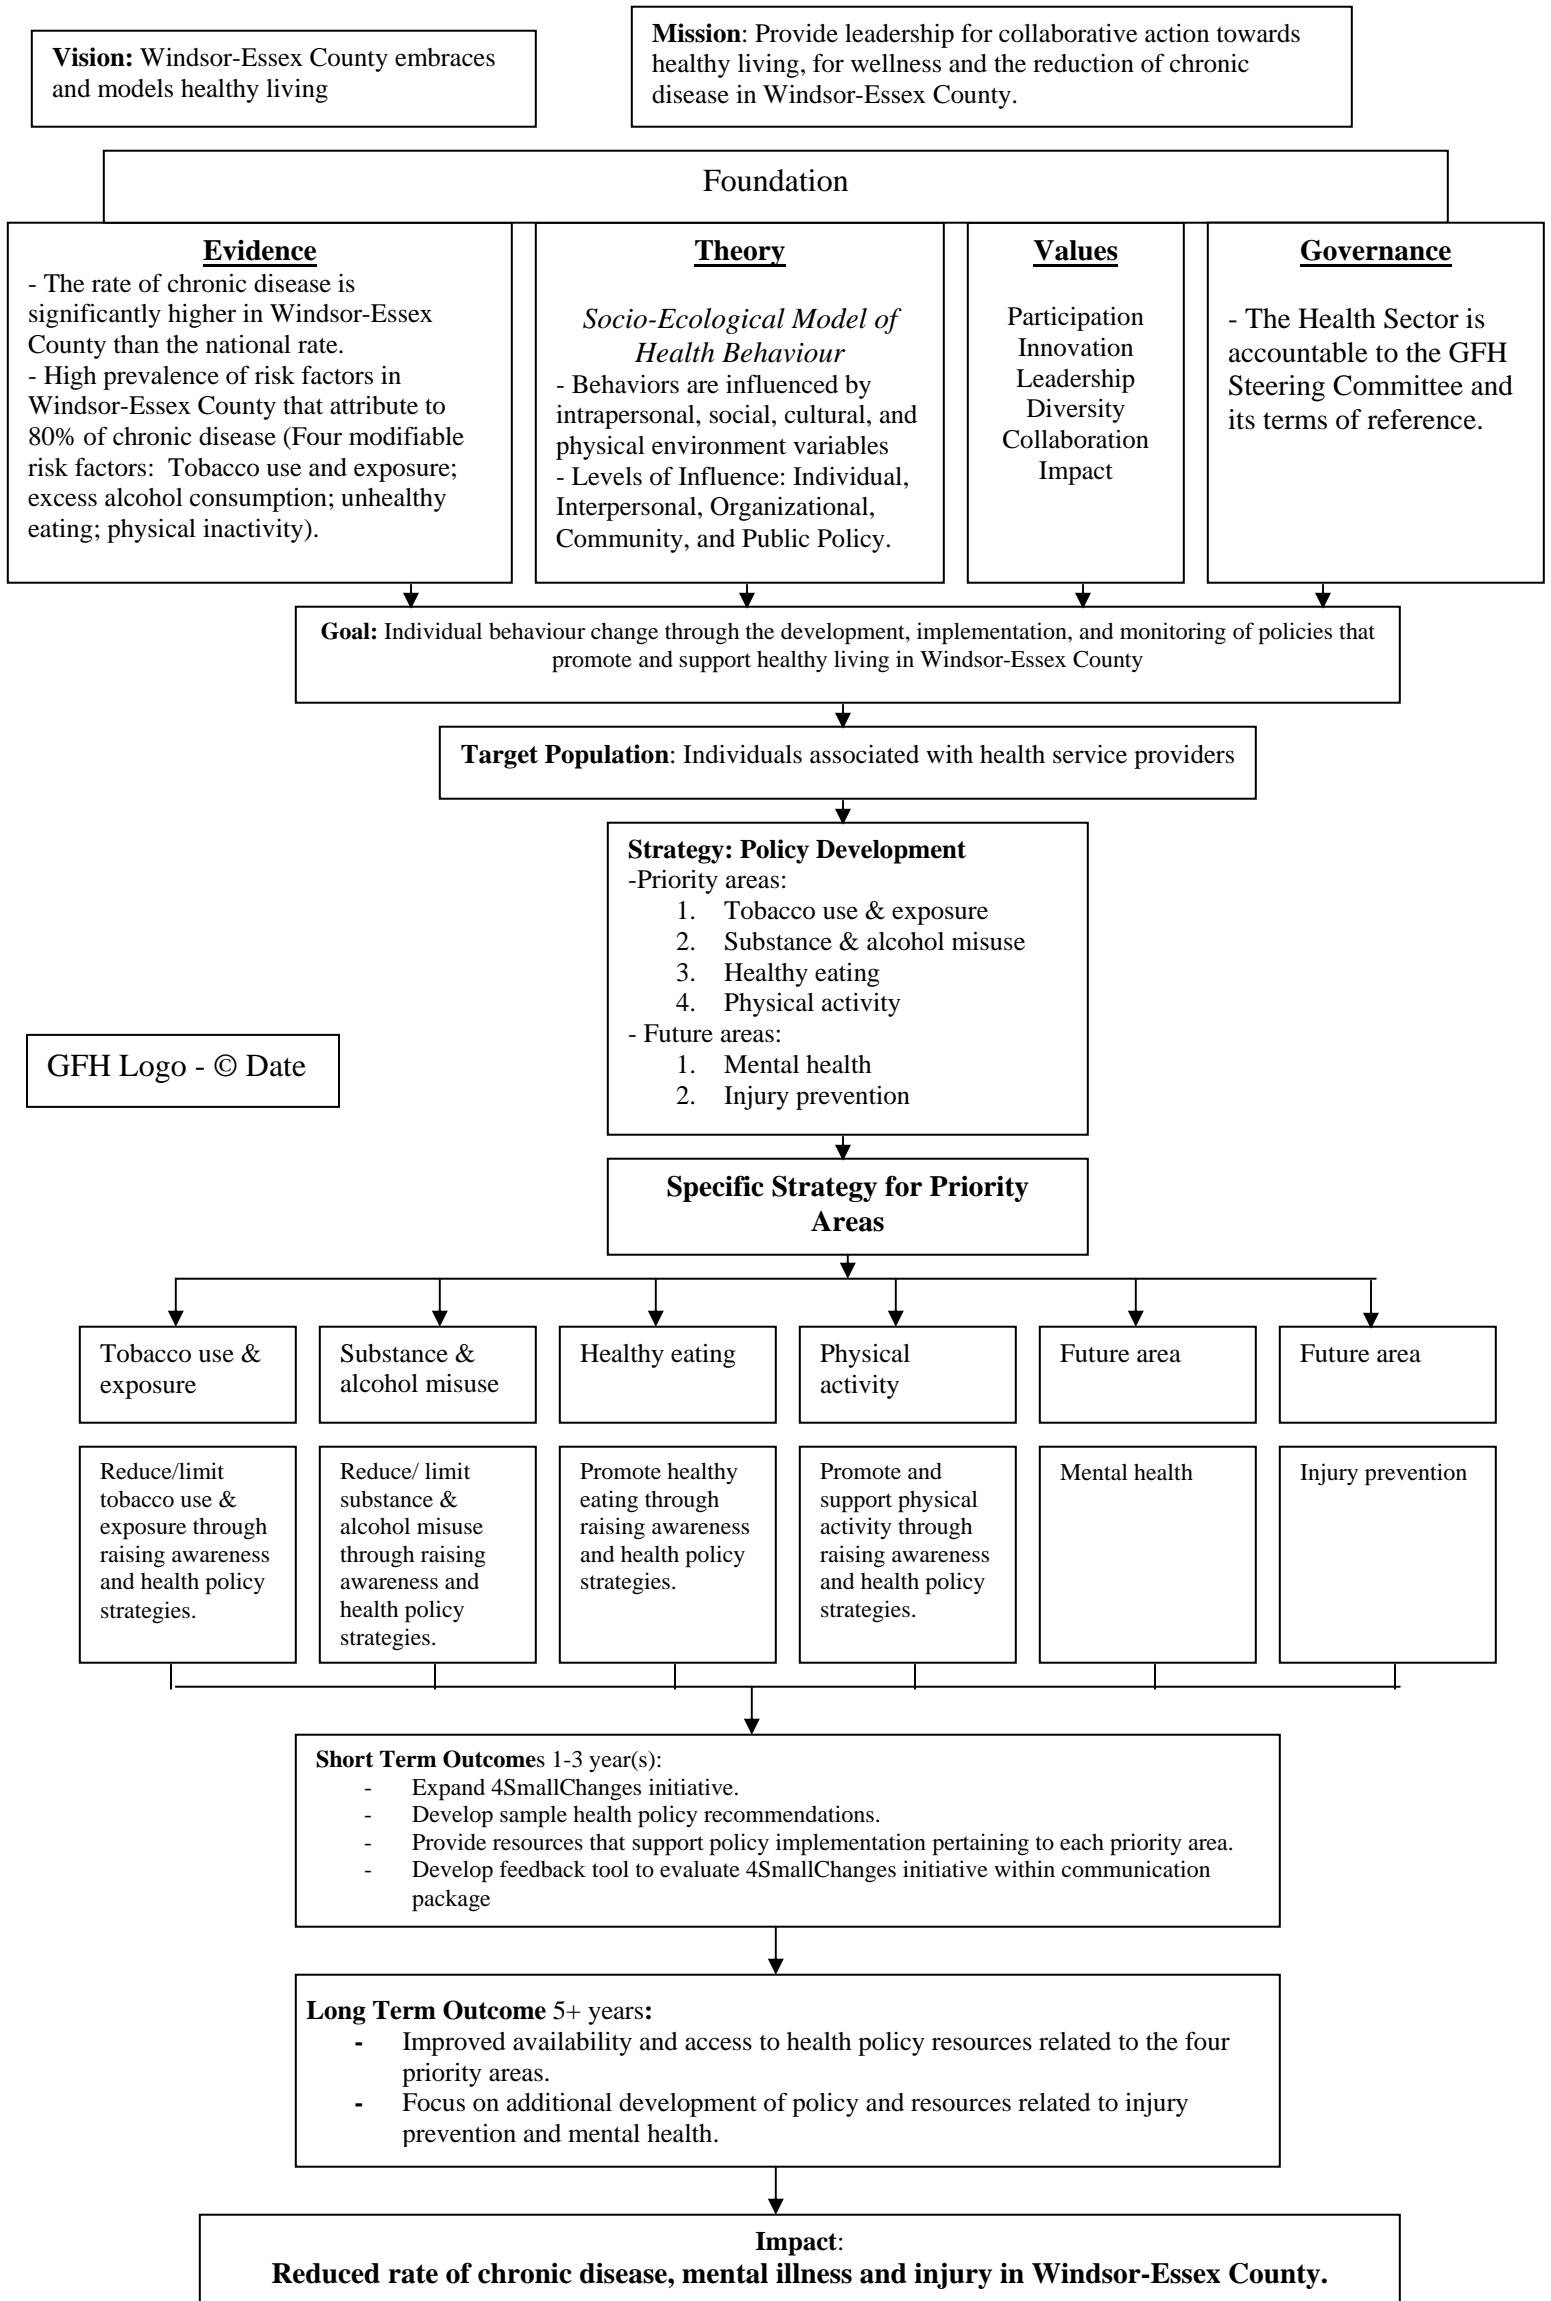 Vision: Windsor-Essex County embraces
and models healthy living
Mission: Provide leadership for collaborative action towards
healthy living, for wellness and the reduction of chronic
disease in Windsor-Essex County.
Foundation
Evidence
- The rate of chronic disease is
significantly higher in Windsor-Essex
County than the national rate.
- High prevalence of risk factors in
Windsor-Essex County that attribute to
80% of chronic disease (Four modifiable
risk factors: Tobacco use and exposure;
excess alcohol consumption; unhealthy
eating; physical inactivity).
Theory
Socio-Ecological Model of
Health Behaviour
- Behaviors are influenced by
intrapersonal, social, cultural, and
physical environment variables
- Levels of Influence: Individual,
Interpersonal, Organizational,
Community, and Public Policy.
Values
Participation
Innovation
Leadership
Diversity
Collaboration
Impact
Governance
- The Health Sector is
accountable to the GFH
Steering Committee and
its terms of reference.
Goal: Individual behaviour change through the development, implementation, and monitoring of policies that
promote and support healthy living in Windsor-Essex County
Target Population: Individuals associated with health service providers
Strategy: Policy Development
-Priority areas:
1. Tobacco use & exposure
2. Substance & alcohol misuse
3. Healthy eating
4. Physical activity
- Future areas:
1. Mental health
2. Injury prevention
GFH Logo - © Date
Specific Strategy for Priority
Areas
Tobacco use &
exposure
Substance &
alcohol misuse
Healthy eating
Physical
activity
Future area
Future area
Reduce/limit
tobacco use &
exposure through
raising awareness
and health policy
strategies.
Reduce/ limit
substance &
alcohol misuse
through raising
awareness and
health policy
strategies.
Promote healthy
eating through
raising awareness
and health policy
strategies.
Promote and
support physical
activity through
raising awareness
and health policy
strategies.
Mental health
Injury prevention
Short Term Outcomes 1-3 year(s):
- Expand 4SmallChanges initiative.
- Develop sample health policy recommendations.
- Provide resources that support policy implementation pertaining to each priority area.
- Develop feedback tool to evaluate 4SmallChanges initiative within communication
package
Long Term Outcome 5+ years:
- Improved availability and access to health policy resources related to the four
priority areas.
- Focus on additional development of policy and resources related to injury
prevention and mental health.
Impact:
Reduced rate of chronic disease, mental illness and injury in Windsor-Essex County.